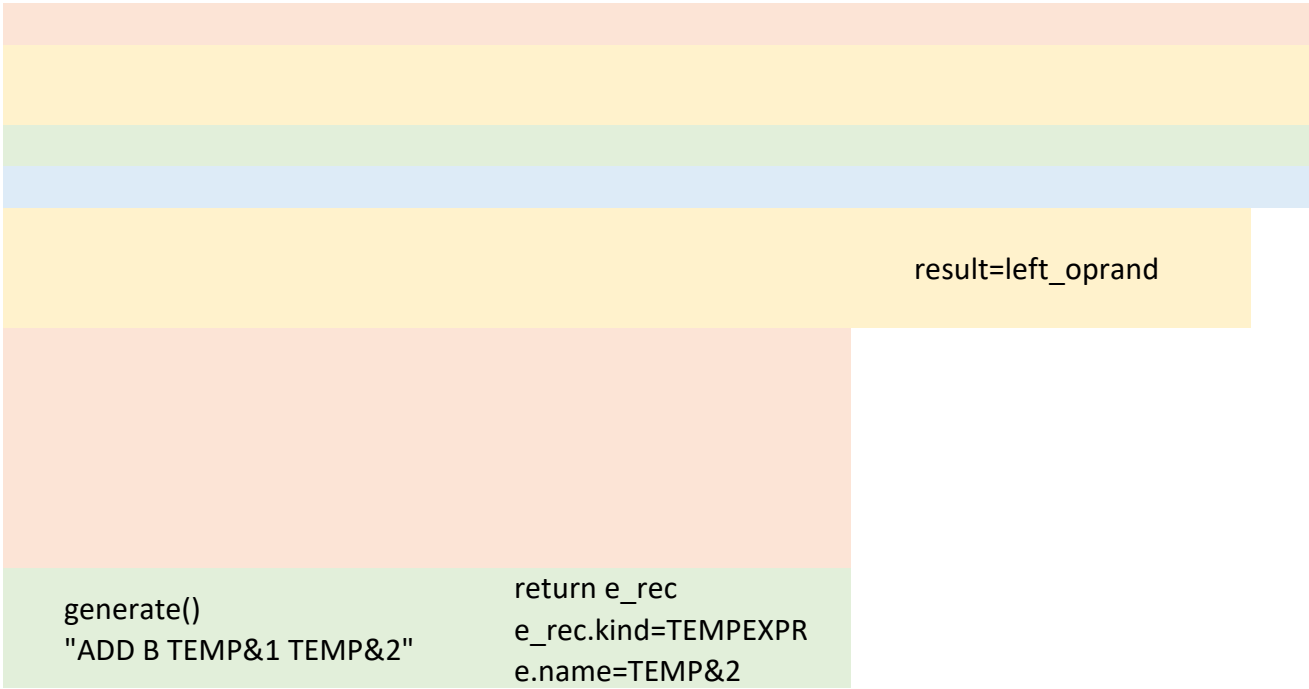 result=left_oprand
generate()
"ADD B TEMP&1 TEMP&2"
return e_rec
e_rec.kind=TEMPEXPR
e.name=TEMP&2